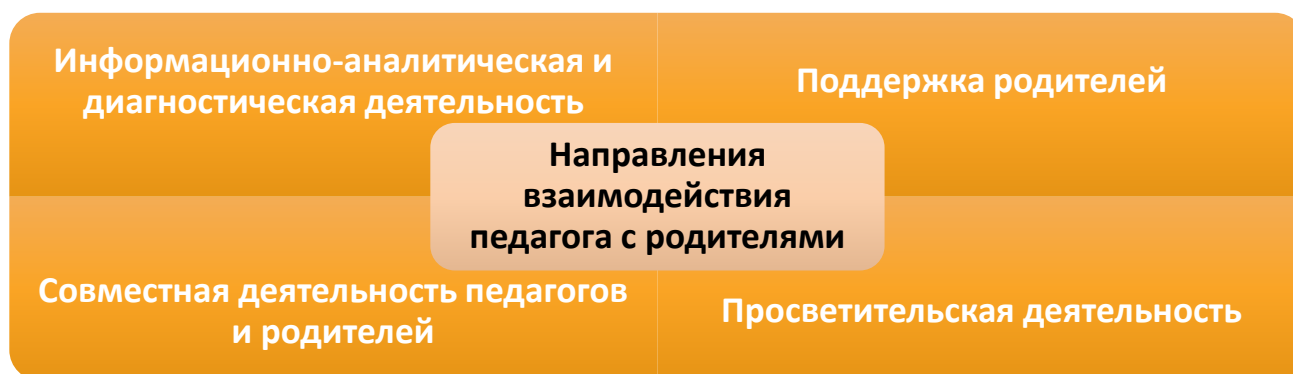 Информационно-аналитическая и
диагностическая деятельность
Поддержка родителей
Направления
взаимодействия
педагога с родителями
Совместная деятельность педагогов
и родителей
Просветительская деятельность